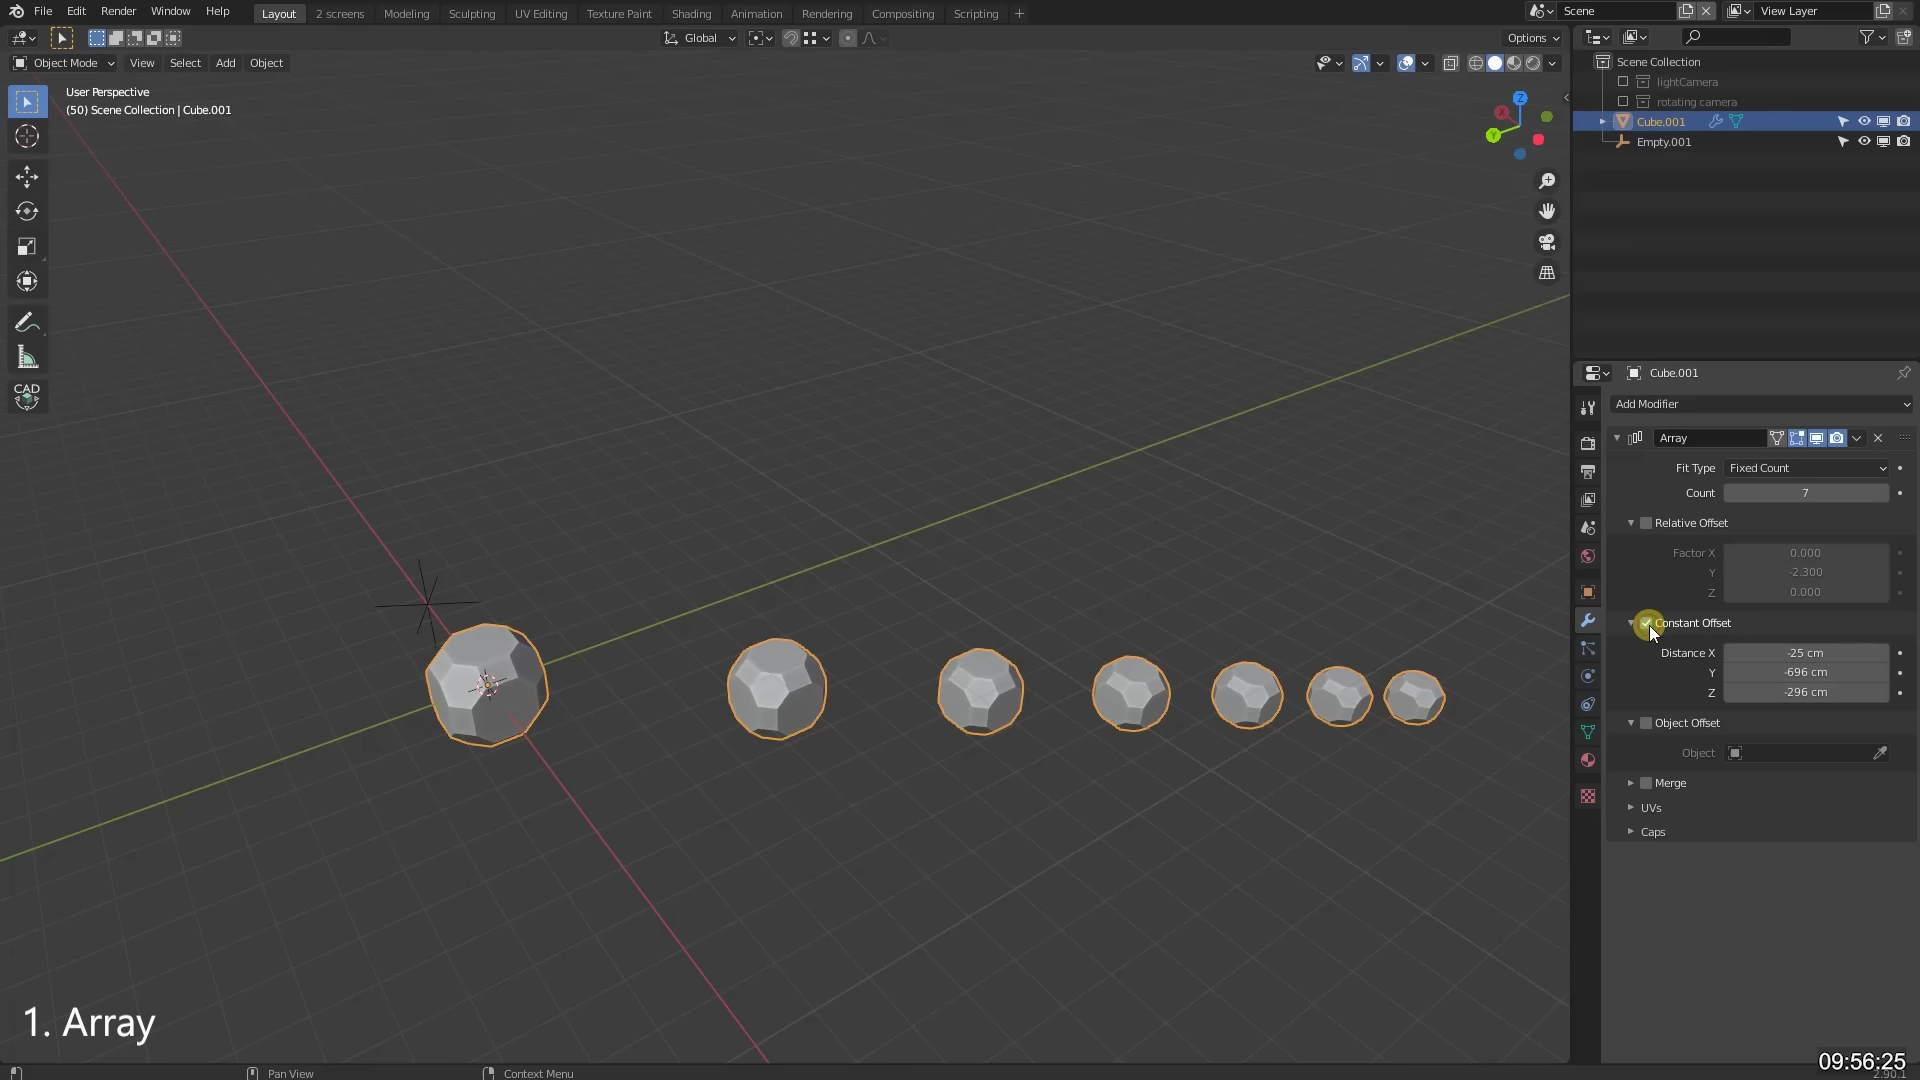 File Edit Render Window Help Layout 2 screens Modeling Sculpting UV Editing Texture Paint Shading Animation Rendering Compositing Scripting + Scene View Layer
Global Options
Object Mode View Select Add Object
User Perspective
(50) Scene Collection | Cube.001
CAD
X
Y
Z
Scene Collection
lightCamera
rotating camera
Cube.001
Empty.001
Cube.001
Add Modifier
Array
Fit Type Fixed Count
Count 7
Relative Offset
Factor X 0.000
Y -2.300
Z 0.000
Constant Offset
Distance X -25 cm
Y -696 cm
Z -296 cm
Object Offset
Object
Merge
UVs
Caps
1. Array
09:56:25
Pan View Context Menu 2.90.1